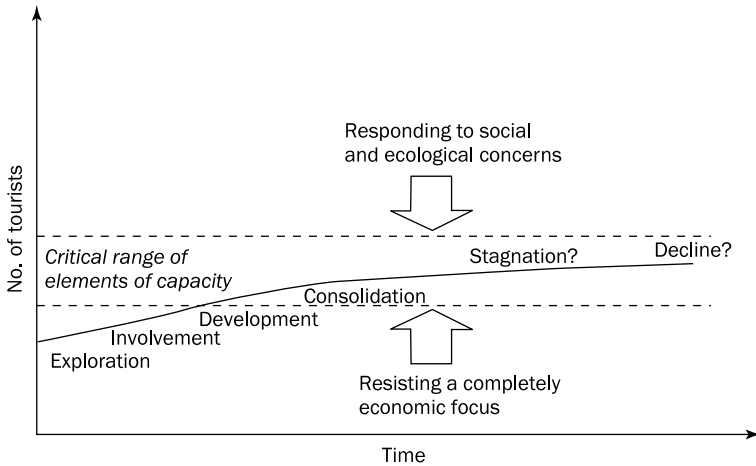 No. of tourists
Responding to social
and ecological concerns
Critical range of
elements of capacity
Stagnation?
Decline?
Consolidation
Development
Involvement
Exploration
Resisting a completely
economic focus
Time